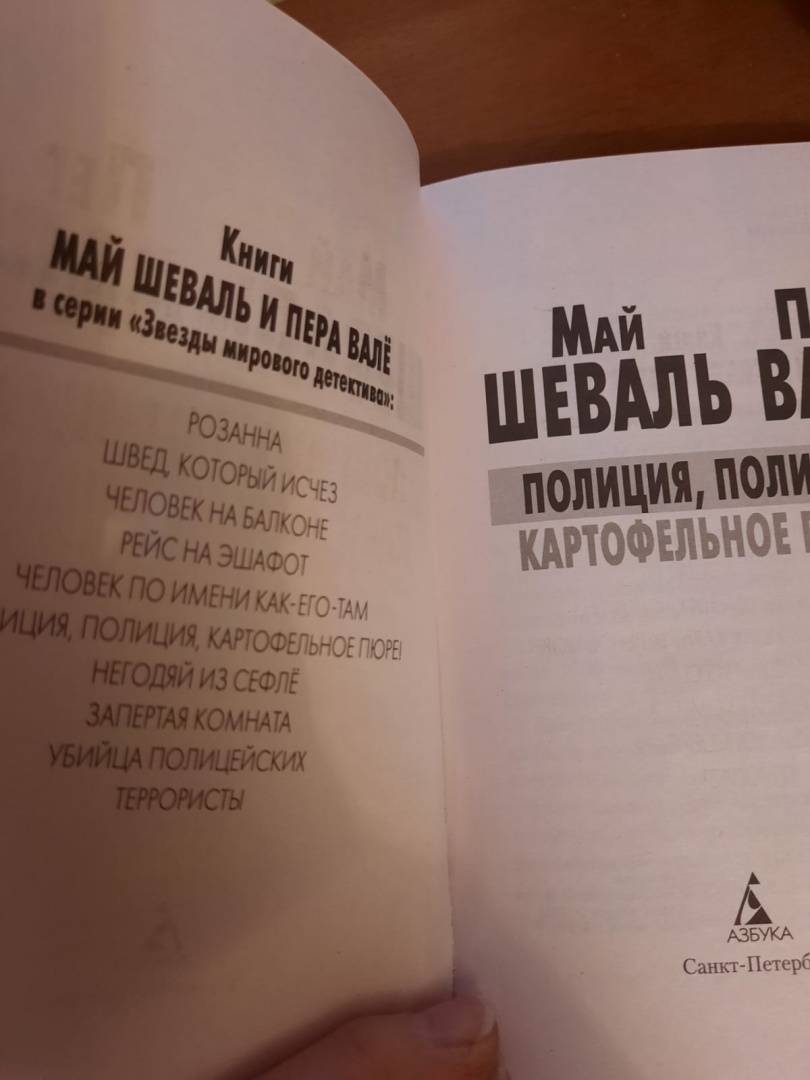 Книги
МАЙ ШЕВАЛЬ И ПЕРА ВАЛЁ
в серии «Звезды мирового детектива»:
РОЗАННА
ШВЕД, КОТОРЫЙ ИСЧЕЗ
ЧЕЛОВЕК НА БАЛКОНЕ
РЕЙС НА ЭШАФОТ
ЧЕЛОВЕК ПО ИМЕНИ КАК-ЕГО-ТАМ
ИЦИЯ, ПОЛИЦИЯ, КАРТОФЕЛЬНОЕ ПЮРЕ!
НЕГОДЯЙ ИЗ СЕФЛЁ
ЗАПЕРТАЯ КОМНАТА
УБИЙЦА ПОЛИЦЕЙСКИХ
ТЕРРОРИСТЫ
МАЙ П
ШЕВАЛЬ ВА
ПОЛИЦИЯ, ПОЛИ
КАРТОФЕЛЬНОЕ
АЗБУКА
Санкт-Петерб